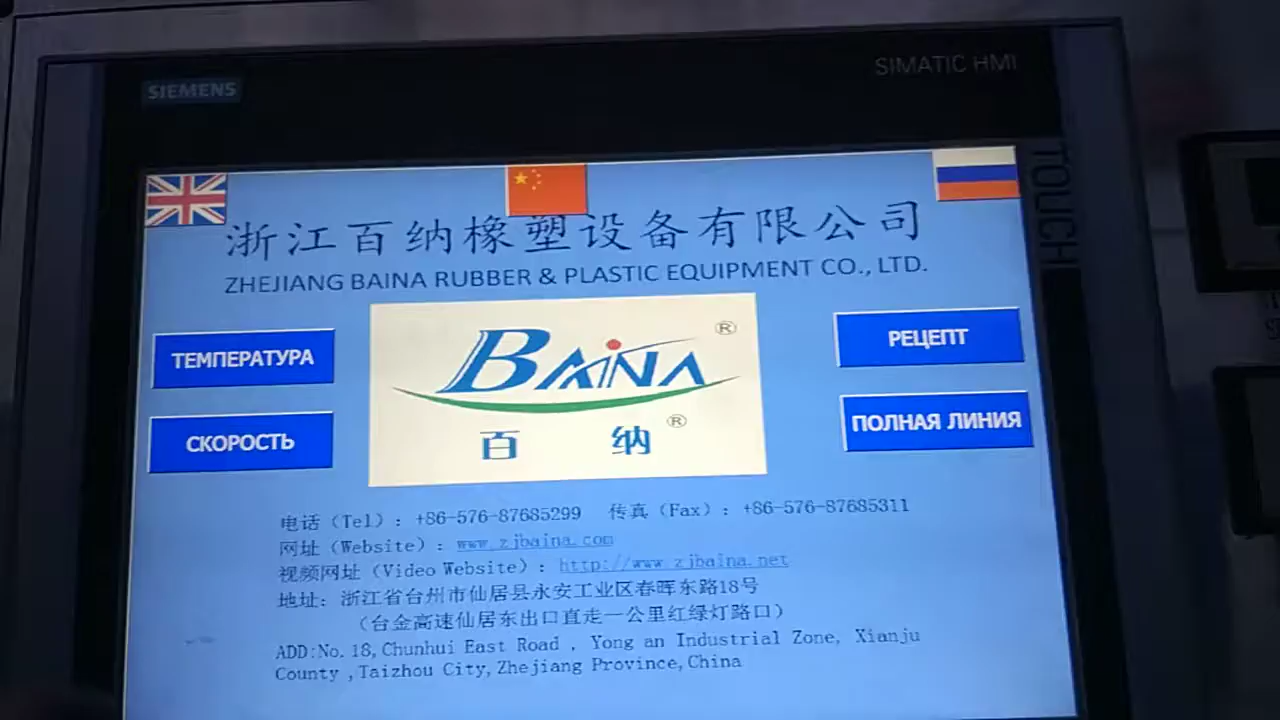 SIEMENS
SIMATIC HMI
TOUCH
浙江百纳橡塑设备有限公司
ZHEJIANG BAINA RUBBER & PLASTIC EQUIPMENT CO., LTD.
ТЕМПЕРАТУРА
РЕЦЕПТ
BAINA ®
СКОРОСТЬ
ПОЛНАЯ ЛИНИЯ
百纳 ®
电话（Tel）：+86-576-87685299 传真（Fax）：+86-576-87685311
网址（Website）：www.zjbaina.com
视频网址（Video Website）：http://www.zjbaina.net
地址：浙江省台州市仙居县永安工业区春晖东路18号
（台金高速仙居东出口直走一公里红绿灯路口）
ADD:No.18,Chunhui East Road , Yong an Industrial Zone, Xianju
County ,Taizhou City,Zhejiang Province,China